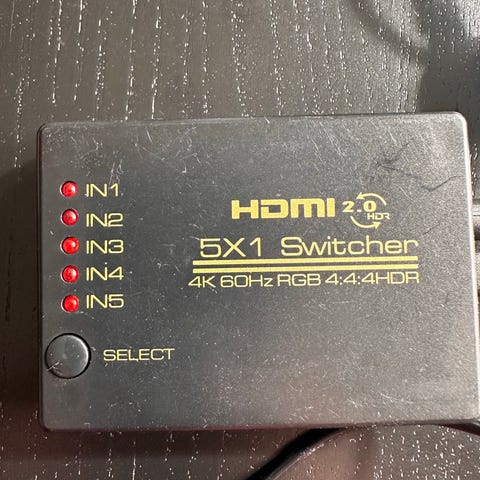 IN1
IN2
IN3
IN4
IN5
SELECT
HDMI 2.0
HDR
5X1 Switcher
4K 60Hz RGB 4:4:4HDR